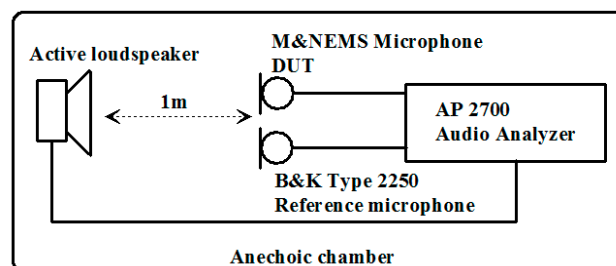 Active loudspeaker
1m
M&NEMS Microphone
DUT
B&K Type 2250
Reference microphone
AP 2700
Audio Analyzer
Anechoic chamber